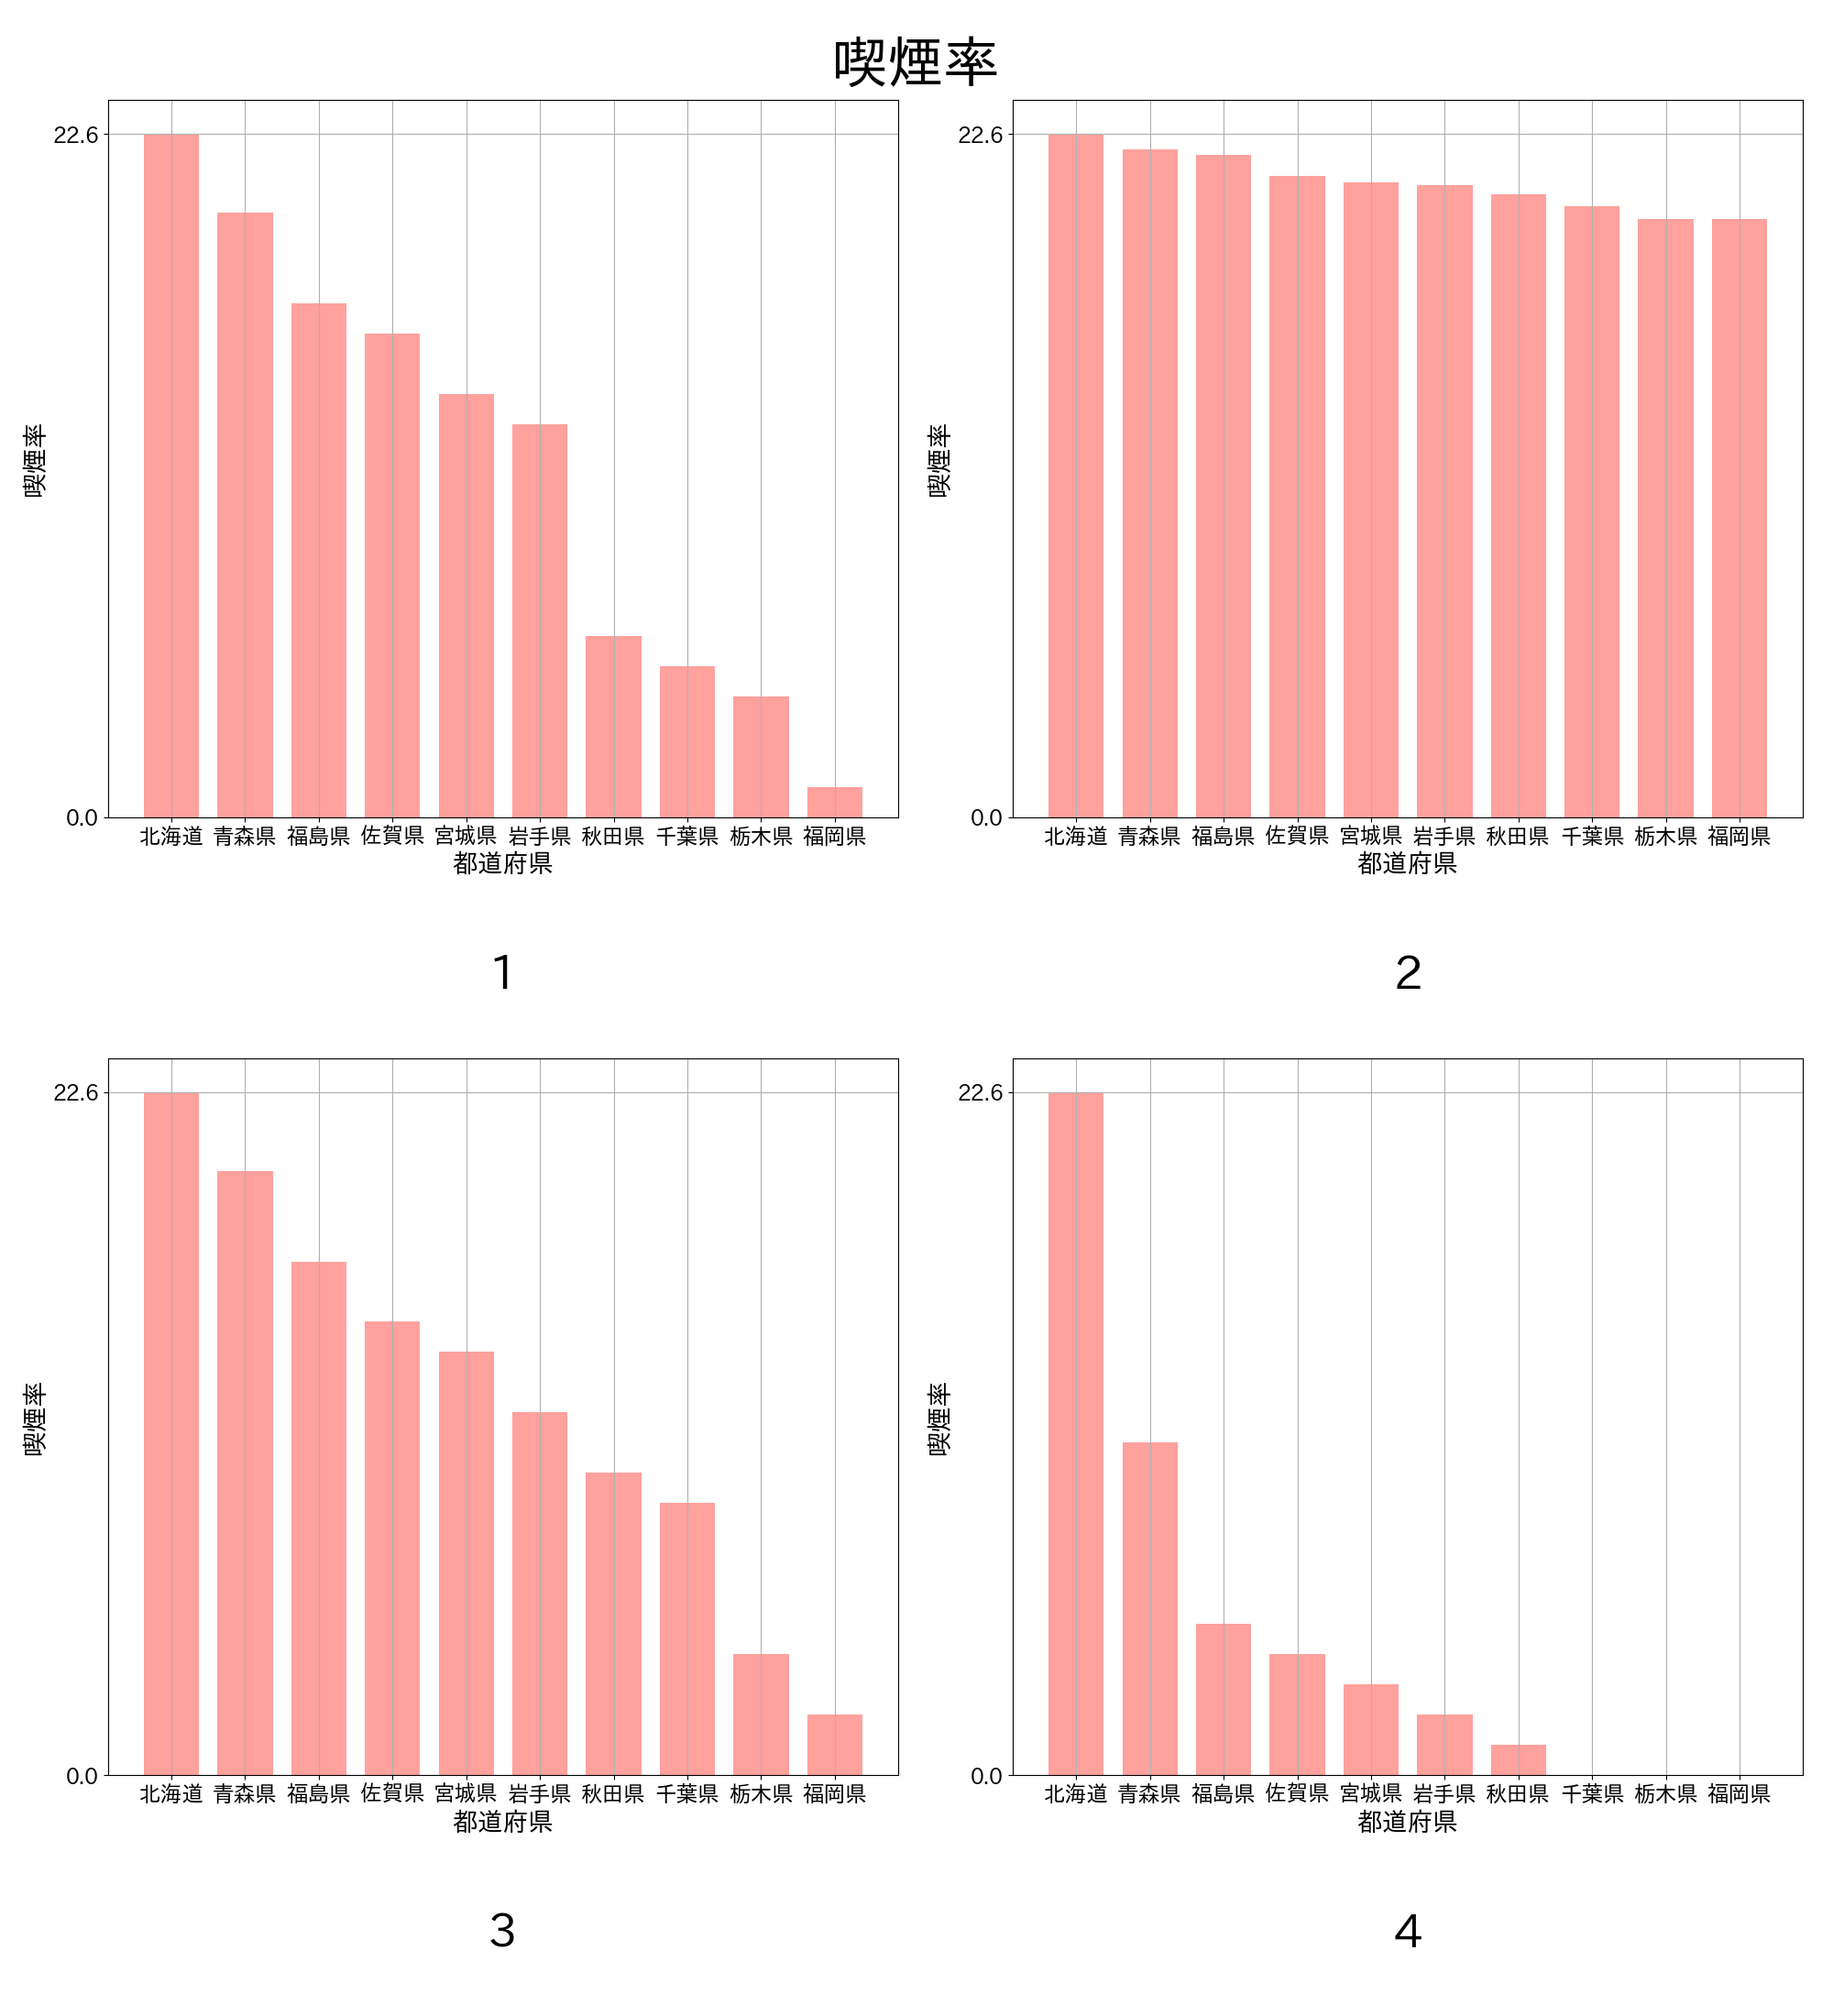 喫煙率
22.6
0.0
喫煙率
北海道 青森県 福島県 佐賀県 宮城県 岩手県 秋田県 千葉県 栃木県 福岡県
都道府県
1
22.6
0.0
喫煙率
北海道 青森県 福島県 佐賀県 宮城県 岩手県 秋田県 千葉県 栃木県 福岡県
都道府県
2
22.6
0.0
喫煙率
北海道 青森県 福島県 佐賀県 宮城県 岩手県 秋田県 千葉県 栃木県 福岡県
都道府県
3
22.6
0.0
喫煙率
北海道 青森県 福島県 佐賀県 宮城県 岩手県 秋田県 千葉県 栃木県 福岡県
都道府県
4